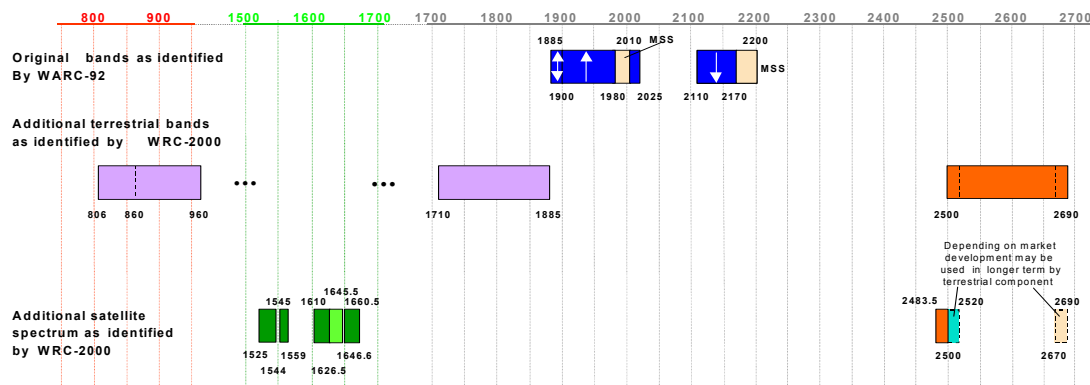 800 900 1500 1600 1700 1700 1800 1900 2000 2100 2200 2300 2400 2500 2600 2700
Original bands as identified
By WARC-92
1885 2010 MSS 2200
MSS
1900 1980 2025 2110 2170
Additional terrestrial bands
as identified by WRC-2000
••• •••
806 860 960 1710 1885 2500 2690
Depending on market
development may be
used in longer term by
terrestrial component
Additional satellite
spectrum as identified
by WRC-2000
1545 1610 1645.5 1660.5 2483.5 2520 2690
1525 1544 1559 1626.5 1646.6 2500 2670